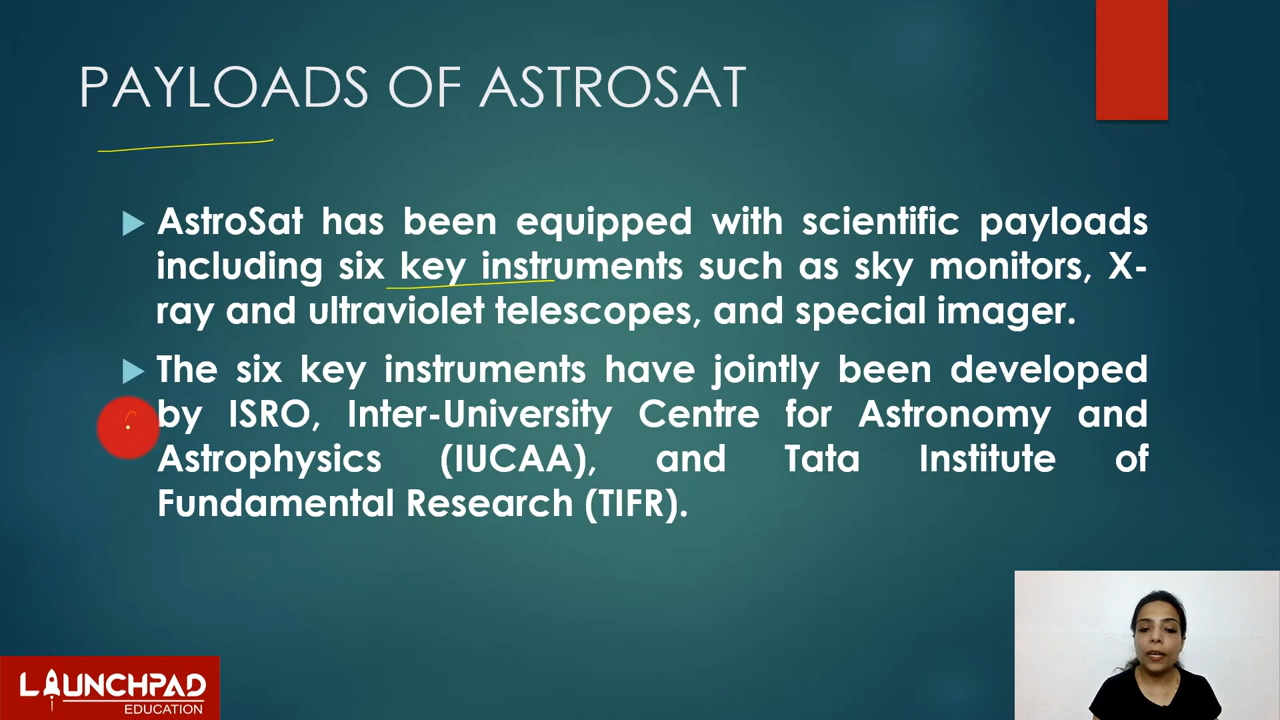 PAYLOADS OF ASTROSAT
AstroSat has been equipped with scientific payloads
including six key instruments such as sky monitors, X-
ray and ultraviolet telescopes, and special imager.
The six key instruments have jointly been developed
by ISRO, Inter-University Centre for Astronomy and
Astrophysics (IUCAA), and Tata Institute of
Fundamental Research (TIFR).
LAUNCHPAD
EDUCATION